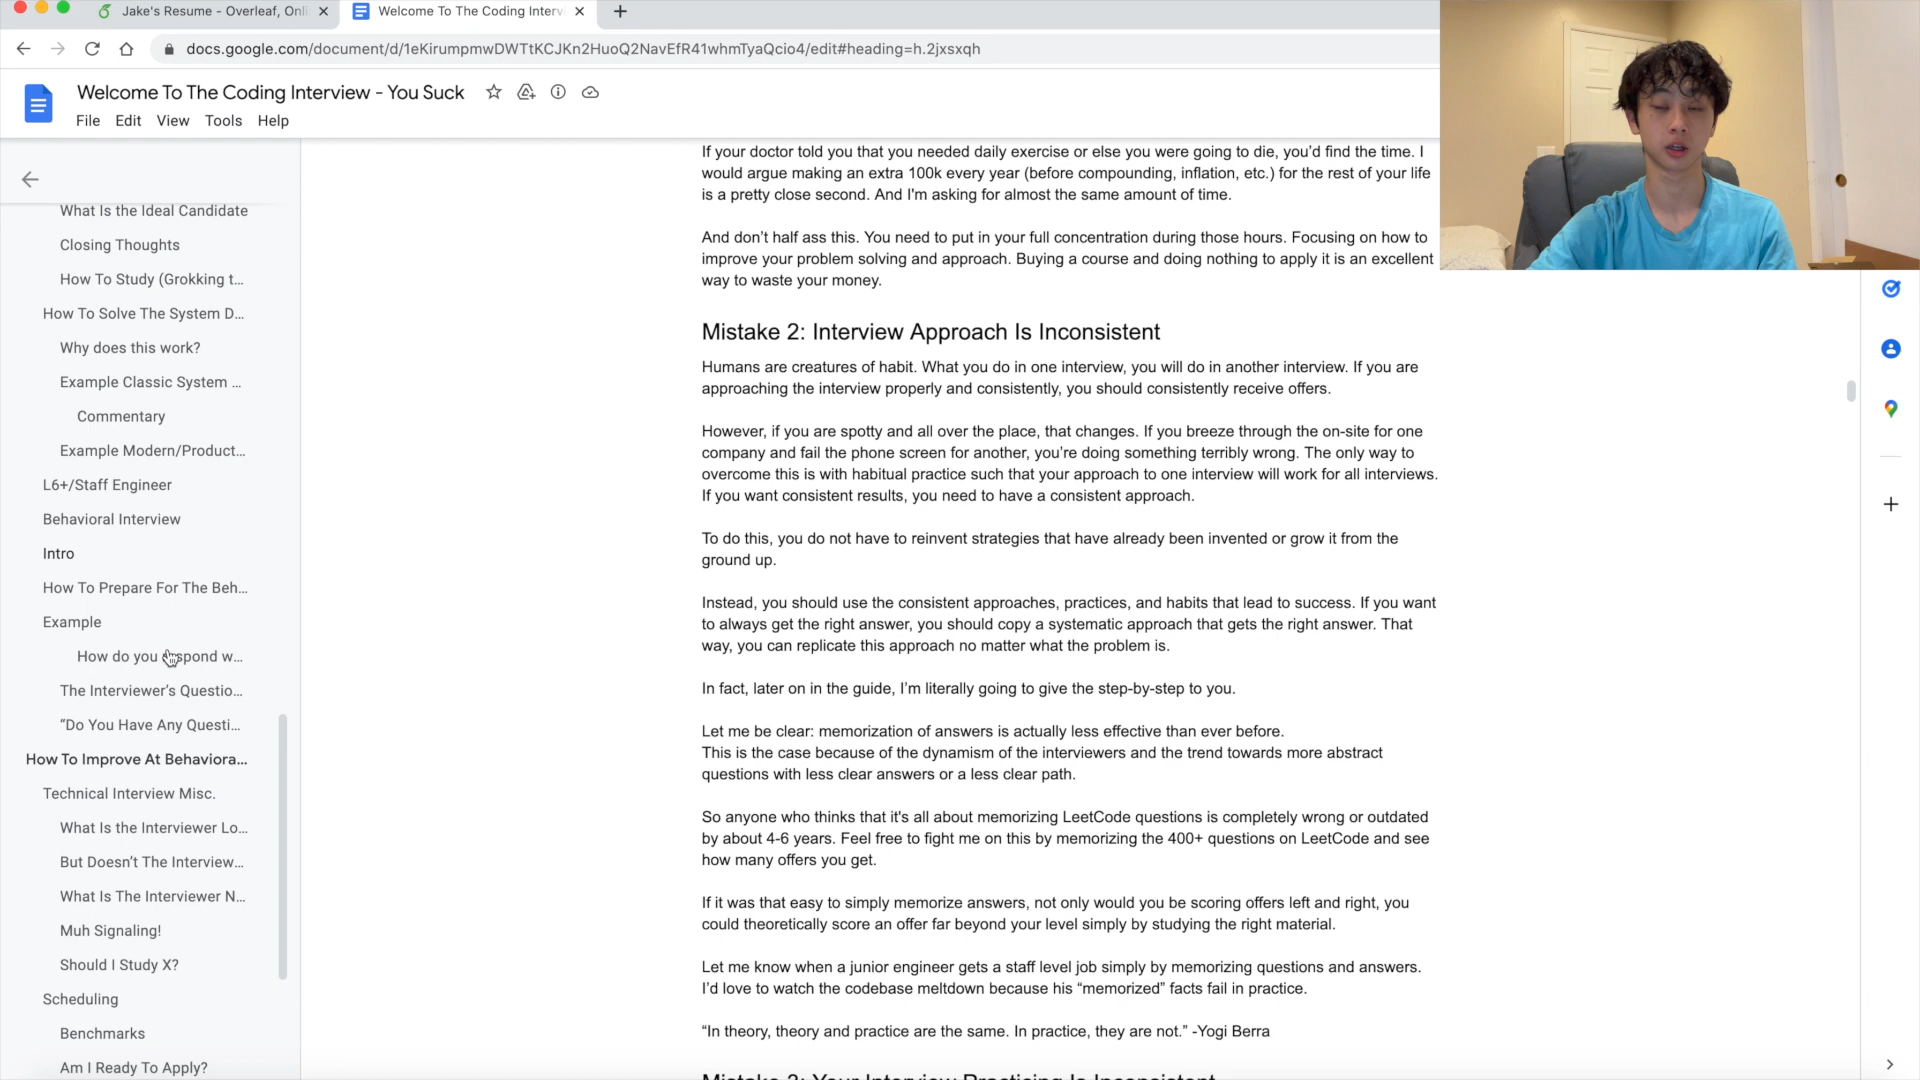 Jake's Resume - Overleaf, Onli
Welcome To The Coding Interv
docs.google.com/document/d/1eKirumpmwDWTtKCJKn2HuoQ2NavEfR41whmTyaQcio4/edit#heading=h.2jxsxqh
Welcome To The Coding Interview - You Suck
File Edit View Tools Help
What Is the Ideal Candidate
Closing Thoughts
How To Study (Grokking t...
How To Solve The System D...
Why does this work?
Example Classic System ...
Commentary
Example Modern/Product...
L6+/Staff Engineer
Behavioral Interview
Intro
How To Prepare For The Beh...
Example
How do you respond w...
The Interviewer's Questio...
“Do You Have Any Questi...
How To Improve At Behaviora...
Technical Interview Misc.
What Is the Interviewer Lo...
But Doesn't The Interview...
What Is The Interviewer N...
Muh Signaling!
Should I Study X?
Scheduling
Benchmarks
Am I Ready To Apply?
If your doctor told you that you needed daily exercise or else you were going to die, you'd find the time. I
would argue making an extra 100k every year (before compounding, inflation, etc.) for the rest of your life
is a pretty close second. And I'm asking for almost the same amount of time.
And don't half ass this. You need to put in your full concentration during those hours. Focusing on how to
improve your problem solving and approach. Buying a course and doing nothing to apply it is an excellent
way to waste your money.
Mistake 2: Interview Approach Is Inconsistent
Humans are creatures of habit. What you do in one interview, you will do in another interview. If you are
approaching the interview properly and consistently, you should consistently receive offers.
However, if you are spotty and all over the place, that changes. If you breeze through the on-site for one
company and fail the phone screen for another, you're doing something terribly wrong. The only way to
overcome this is with habitual practice such that your approach to one interview will work for all interviews.
If you want consistent results, you need to have a consistent approach.
To do this, you do not have to reinvent strategies that have already been invented or grow it from the
ground up.
Instead, you should use the consistent approaches, practices, and habits that lead to success. If you want
to always get the right answer, you should copy a systematic approach that gets the right answer. That
way, you can replicate this approach no matter what the problem is.
In fact, later on in the guide, I'm literally going to give the step-by-step to you.
Let me be clear: memorization of answers is actually less effective than ever before.
This is the case because of the dynamism of the interviewers and the trend towards more abstract
questions with less clear answers or a less clear path.
So anyone who thinks that it's all about memorizing LeetCode questions is completely wrong or outdated
by about 4-6 years. Feel free to fight me on this by memorizing the 400+ questions on LeetCode and see
how many offers you get.
If it was that easy to simply memorize answers, not only would you be scoring offers left and right, you
could theoretically score an offer far beyond your level simply by studying the right material.
Let me know when a junior engineer gets a staff level job simply by memorizing questions and answers.
I'd love to watch the codebase meltdown because his “memorized” facts fail in practice.
“In theory, theory and practice are the same. In practice, they are not.” -Yogi Berra
Mistake 3: Your Interview Practicing Is Inconsistent